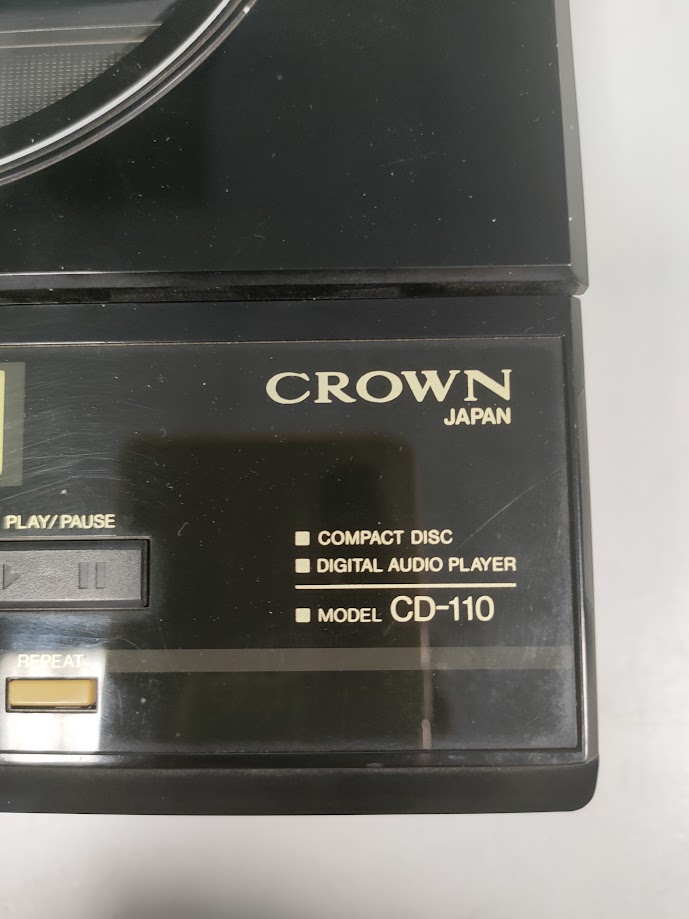 CROWN
JAPAN
PLAY/PAUSE
COMPACT DISC
DIGITAL AUDIO PLAYER
MODEL CD-110
REPEAT